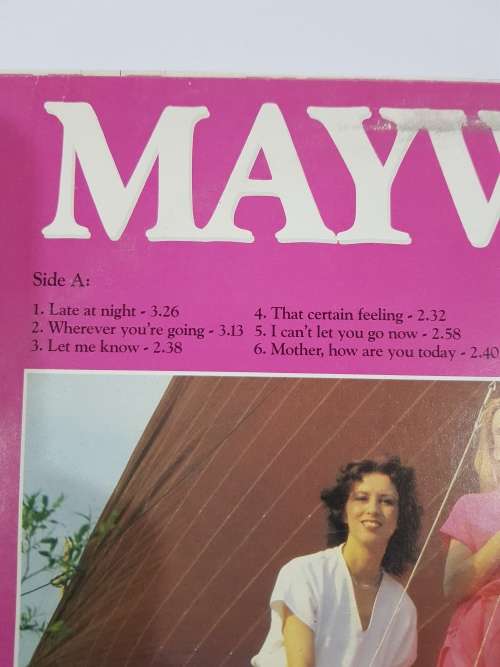 MAYW
Side A:
1. Late at night - 3.26
2. Wherever you're going - 3.13
3. Let me know - 2.38
4. That certain feeling - 2.32
5. I can't let you go now - 2.58
6. Mother, how are you today - 2.40